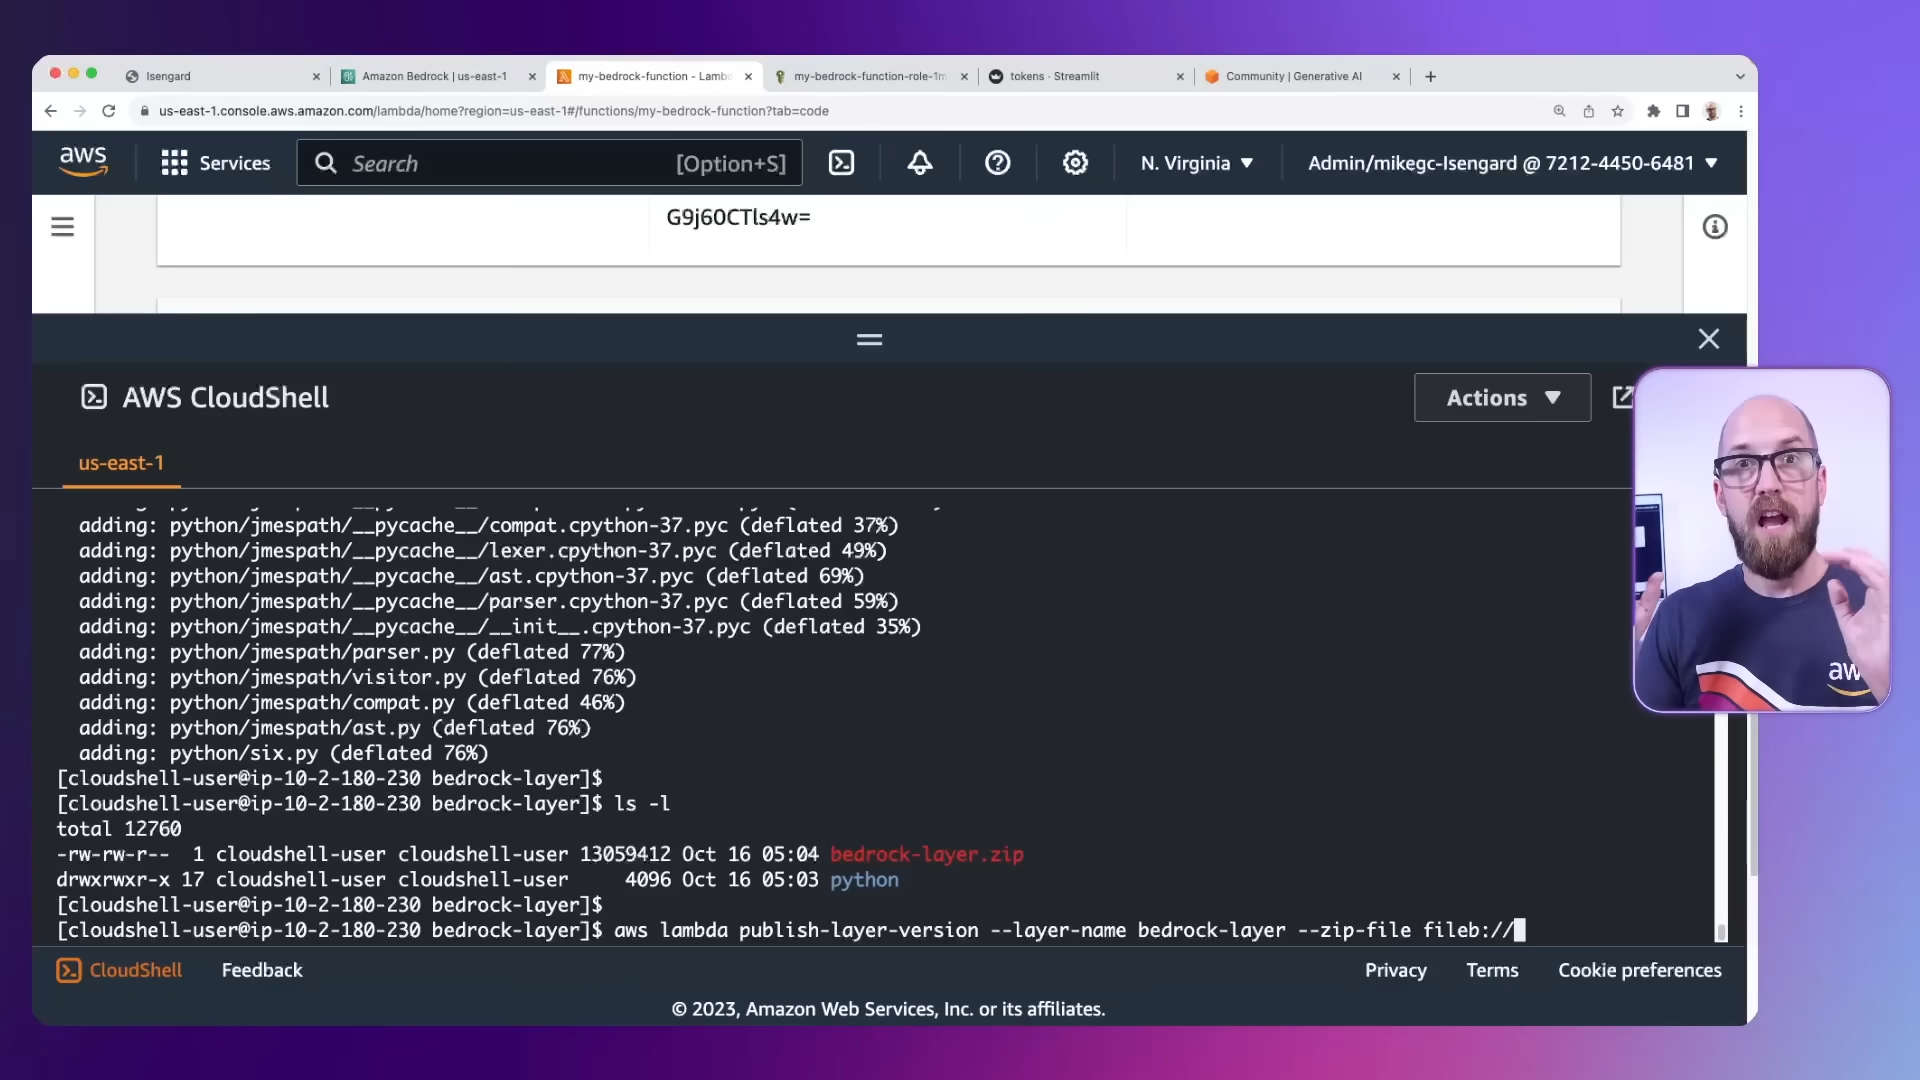 Isengard
Amazon Bedrock | us-east-1
my-bedrock-function - Lambd
my-bedrock-function-role-1m
tokens · Streamlit
Community | Generative AI
us-east-1.console.aws.amazon.com/lambda/home?region=us-east-1#/functions/my-bedrock-function?tab=code
aws
Services
Search
[Option+S]
N. Virginia
Admin/mikegc-Isengard @ 7212-4450-6481
G9j60CTls4w=
AWS CloudShell
Actions
us-east-1
adding: python/jmespath/__pycache__/compat.cpython-37.pyc (deflated 37%)
adding: python/jmespath/__pycache__/lexer.cpython-37.pyc (deflated 49%)
adding: python/jmespath/__pycache__/ast.cpython-37.pyc (deflated 69%)
adding: python/jmespath/__pycache__/parser.cpython-37.pyc (deflated 59%)
adding: python/jmespath/__pycache__/__init__.cpython-37.pyc (deflated 35%)
adding: python/jmespath/parser.py (deflated 77%)
adding: python/jmespath/visitor.py (deflated 76%)
adding: python/jmespath/compat.py (deflated 46%)
adding: python/jmespath/ast.py (deflated 76%)
adding: python/six.py (deflated 76%)
[cloudshell-user@ip-10-2-180-230 bedrock-layer]$
[cloudshell-user@ip-10-2-180-230 bedrock-layer]$ ls -l
total 12760
-rw-rw-r-- 1 cloudshell-user cloudshell-user 13059412 Oct 16 05:04 bedrock-layer.zip
drwxrwxr-x 17 cloudshell-user cloudshell-user 4096 Oct 16 05:03 python
[cloudshell-user@ip-10-2-180-230 bedrock-layer]$
[cloudshell-user@ip-10-2-180-230 bedrock-layer]$ aws lambda publish-layer-version --layer-name bedrock-layer --zip-file fileb://
aws
CloudShell
Feedback
Privacy
Terms
Cookie preferences
© 2023, Amazon Web Services, Inc. or its affiliates.